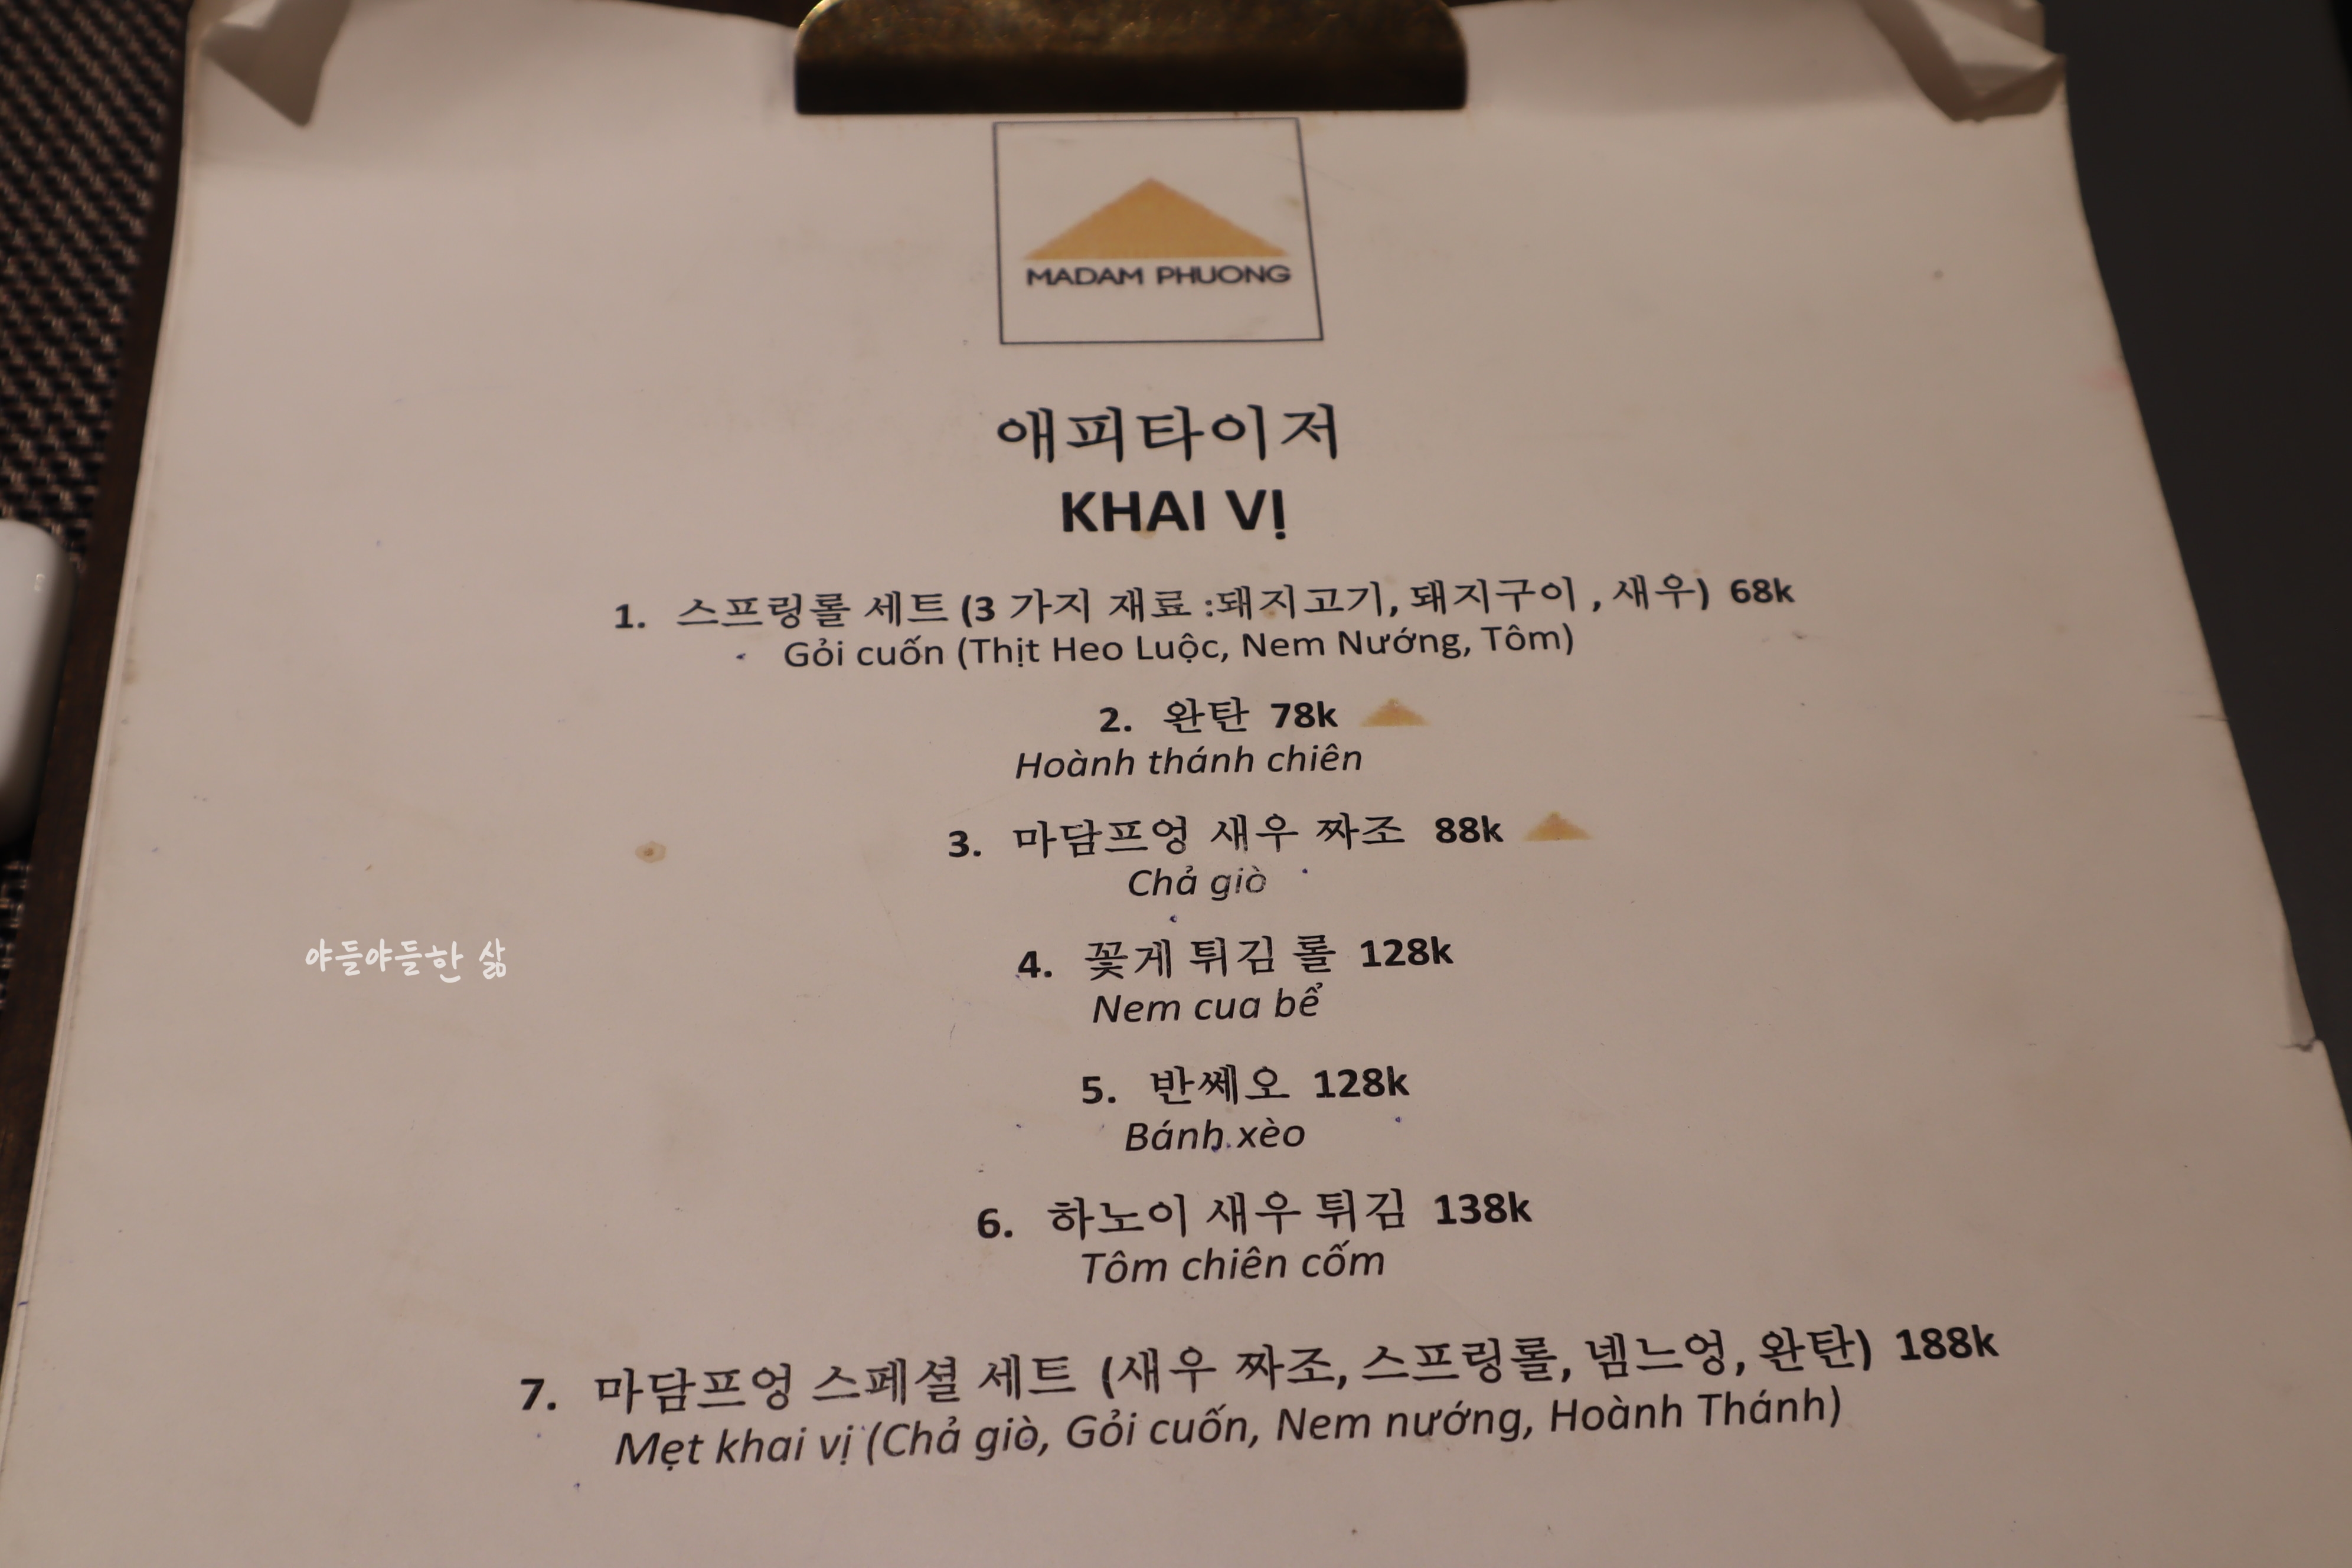 MADAM PHUONG
애피타이저
KHAI VỊ
1. 스프링롤 세트 (3 가지 재료 :돼지고기, 돼지구이 , 새우) 68k
Gỏi cuốn (Thịt Heo Luộc, Nem Nướng, Tôm)
2. 완탄 78k
Hoành thánh chiên
3. 마담프엉 새우 짜조 88k
Chả giò
4. 꽃게 튀김 롤 128k
Nem cua bể
야들야들한 삶
5. 반쎄오 128k
Bánh xèo
6. 하노이 새우 튀김 138k
Tôm chiên cốm
7. 마담프엉 스페셜 세트 (새우 짜조, 스프링롤, 넴느엉, 완탄) 188k
Mẹt khai vị (Chả giò, Gỏi cuốn, Nem nướng, Hoành Thánh)